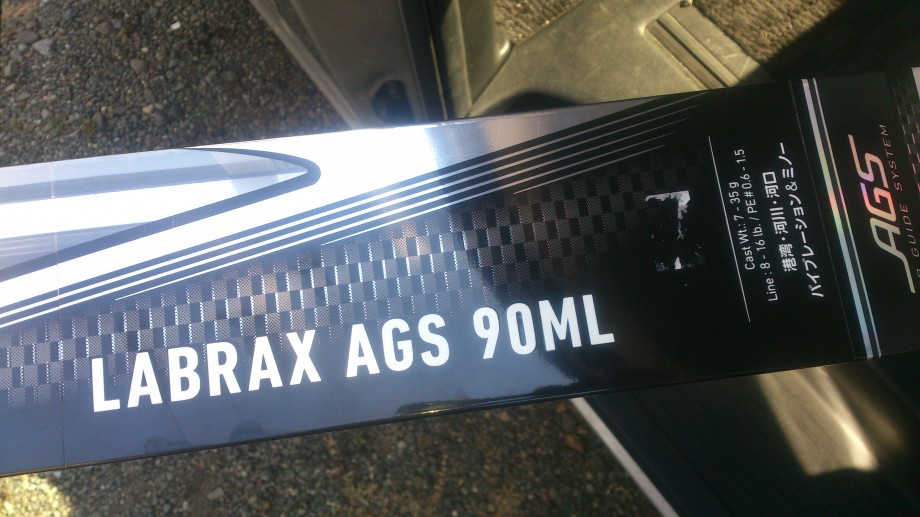 LABRAX AGS 90ML
Cast Wt.: 7 - 35 g
Line : 8 - 16 lb. / PE # 0.6 - 1.5
港湾・河川・河口
バイブレーション&ミノー
AGS
GUIDE SYSTEM